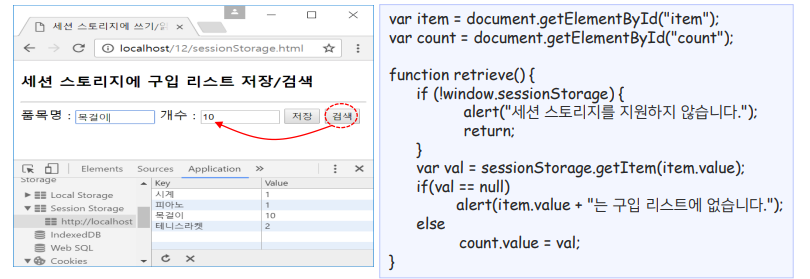 세션 스토리지에 쓰기/읽
localhost/12/sessionStorage.html
세션 스토리지에 구입 리스트 저장/검색
품목명 : 목걸이 개수 : 10 저장 검색
Elements Sources Application »
Storage
Local Storage
Session Storage
http://localhost
IndexedDB
Web SQL
Cookies
Key Value
시계 1
피아노 1
목걸이 10
테니스라켓 2
var item = document.getElementById("item");
var count = document.getElementById("count");
function retrieve() {
if (!window.sessionStorage) {
alert("세션 스토리지를 지원하지 않습니다.");
return;
}
var val = sessionStorage.getItem(item.value);
if(val == null)
alert(item.value + "는 구입 리스트에 없습니다.");
else
count.value = val;
}